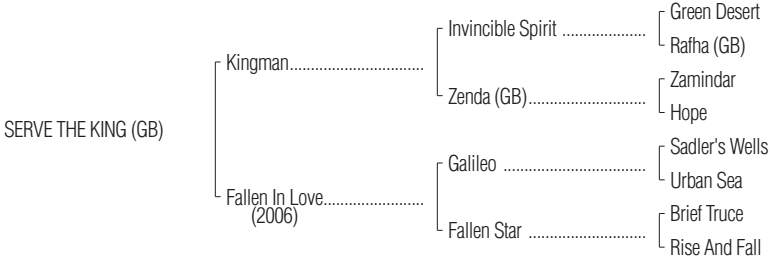 Green Desert
Invincible Spirit ....................
Rafha (GB)
Kingman................................
Zamindar
Zenda (GB)............................
Hope
SERVE THE KING (GB)
Sadler's Wells
Galileo ..................................
Urban Sea
Fallen In Love........................
(2006)
Brief Truce
Fallen Star ............................
Rise And Fall